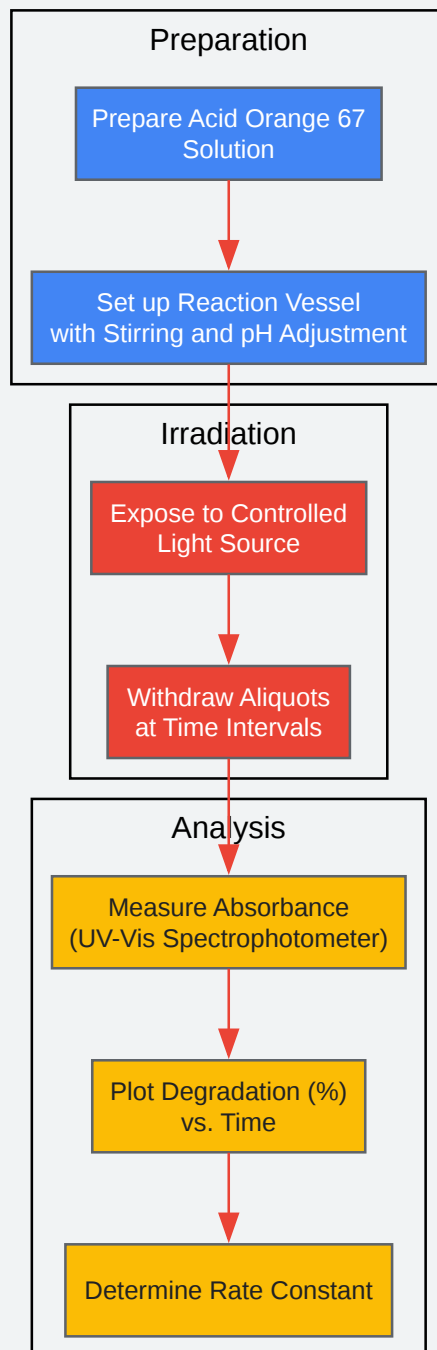 Preparation
Prepare Acid Orange 67
Solution
Set up Reaction Vessel
with Stirring and pH Adjustment
Irradiation
Expose to Controlled
Light Source
Withdraw Aliquots
at Time Intervals
Analysis
Measure Absorbance
(UV-Vis Spectrophotometer)
Plot Degradation (%)
vs. Time
Determine Rate Constant